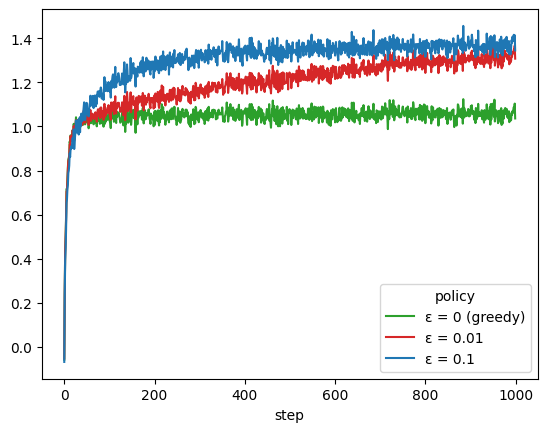 1.4
1.2
1.0
0.8
0.6
0.4
0.2
0.0
0
200
400
600
800
1000
step
policy
ε = 0 (greedy)
ε = 0.01
ε = 0.1